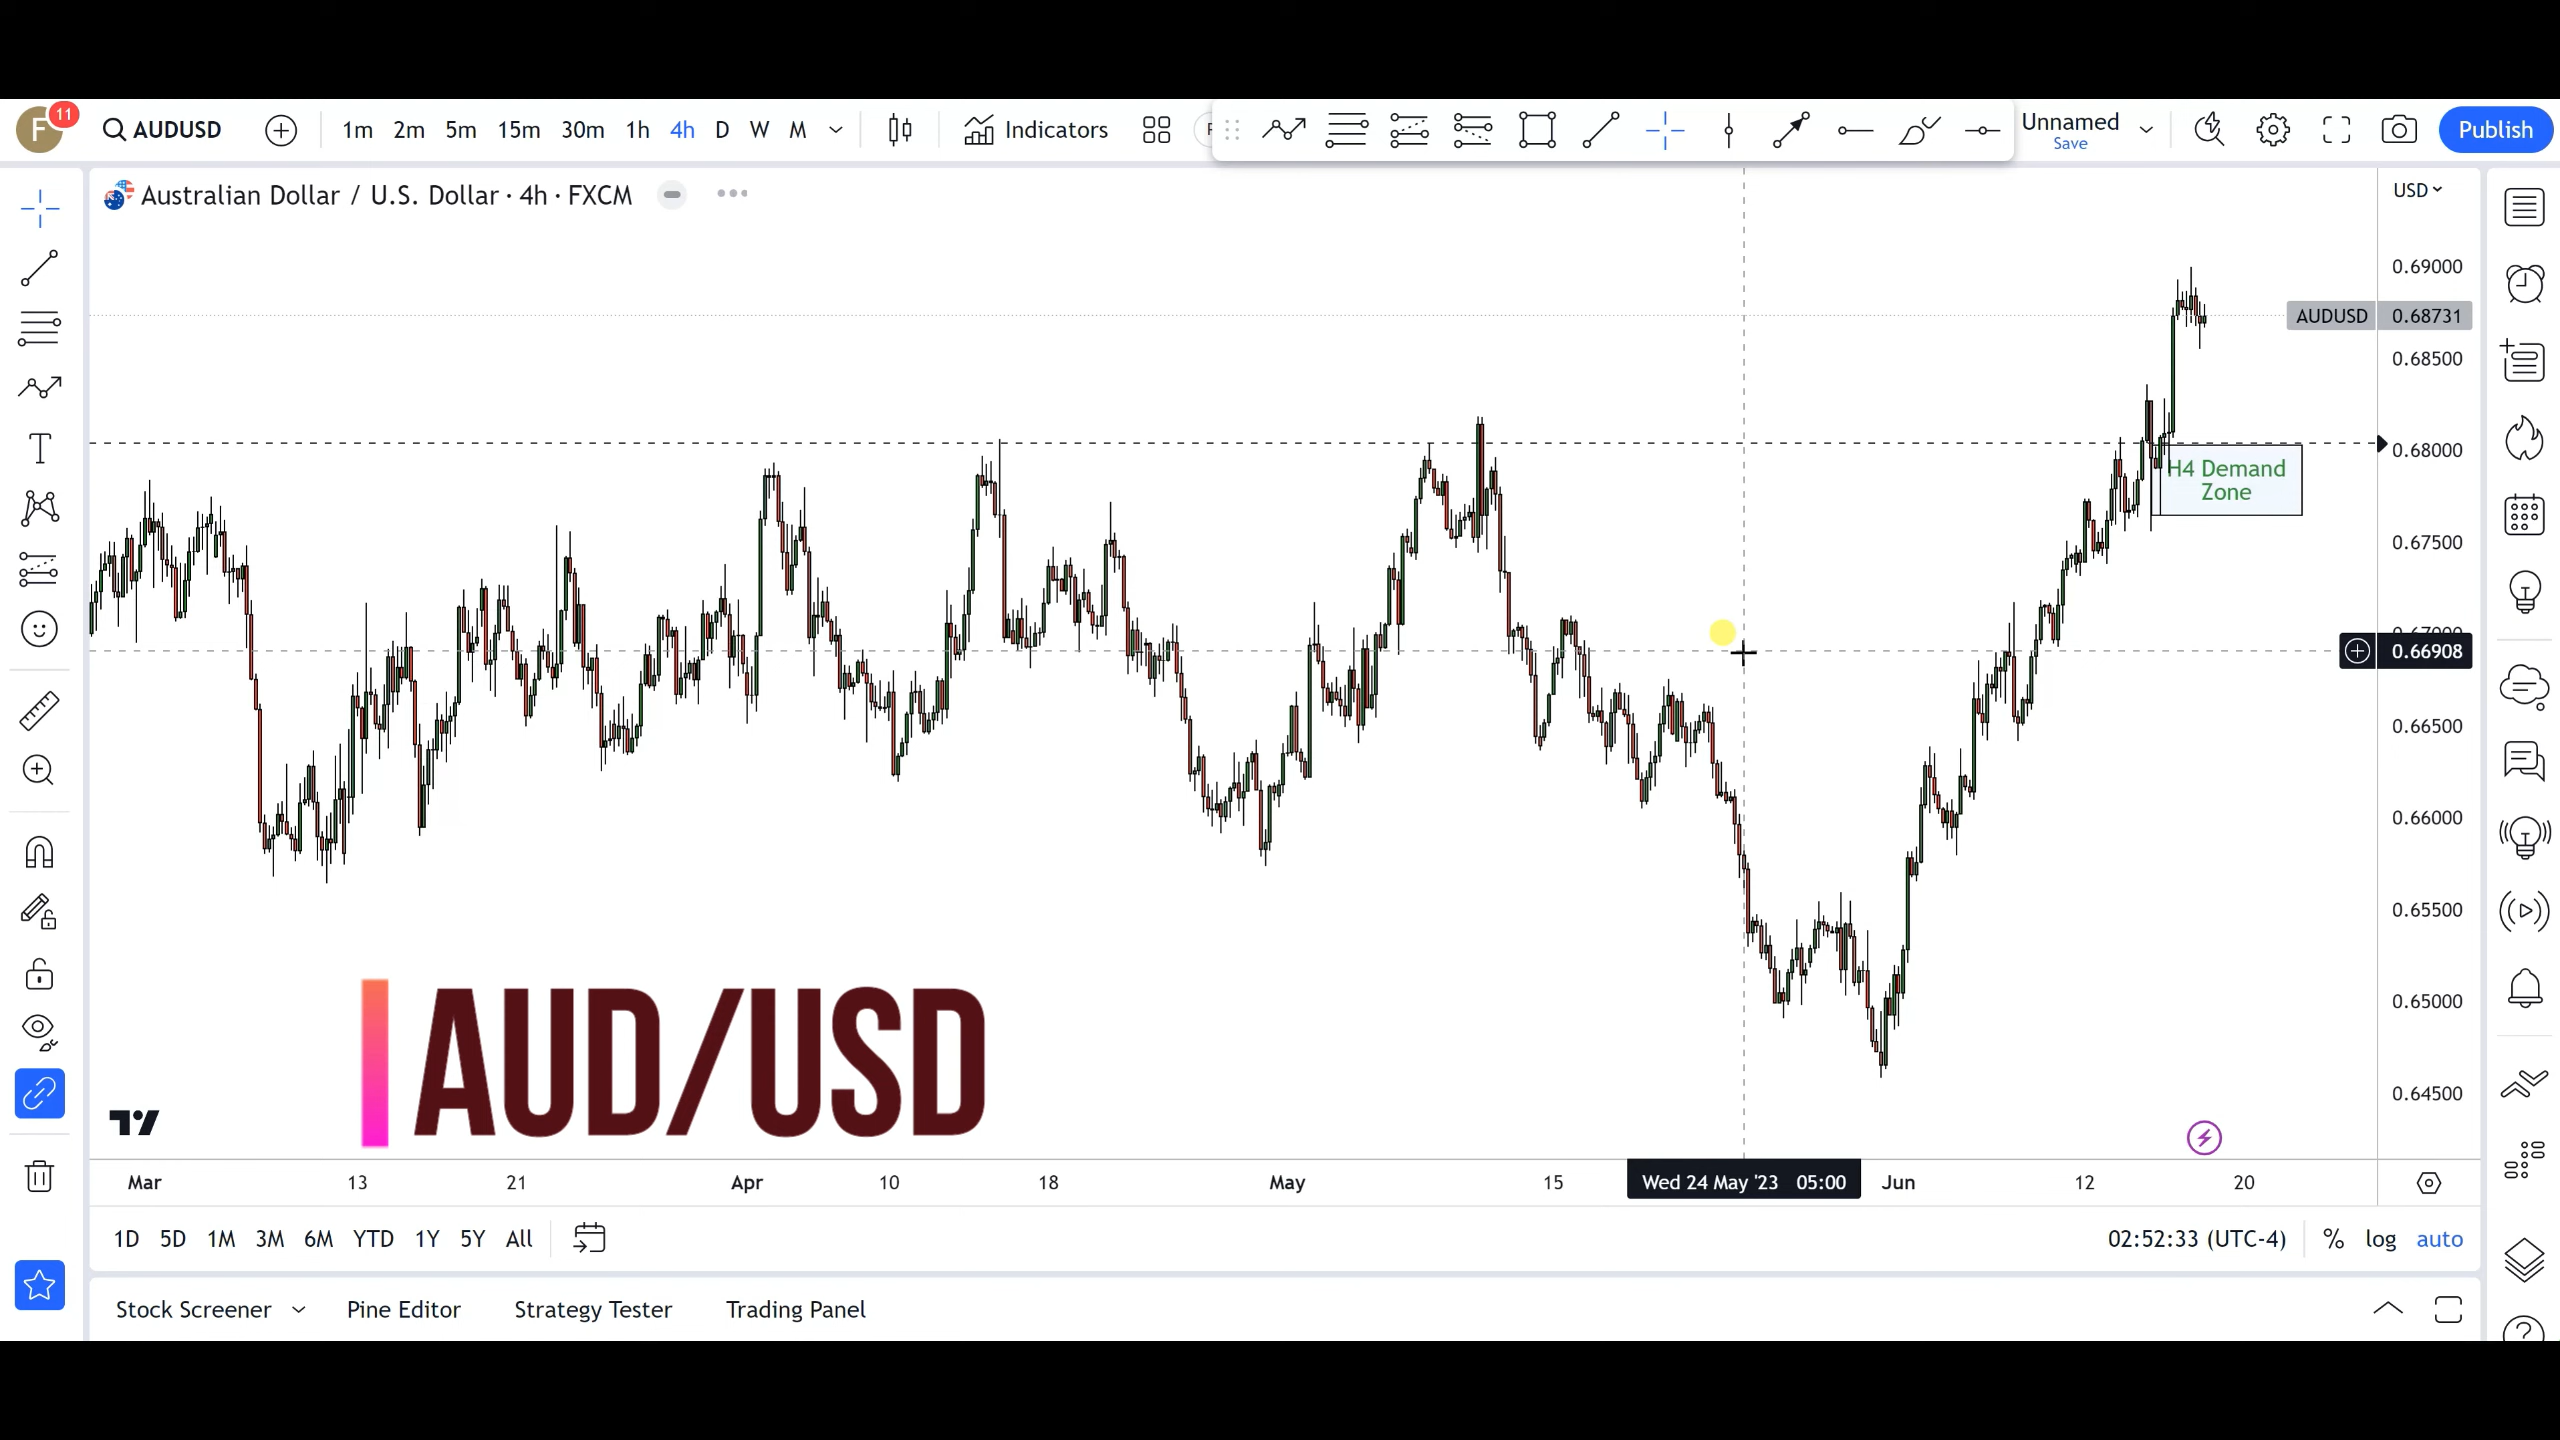 F
11
AUDUSD
1m 2m 5m 15m 30m 1h 4h D W M
Indicators
Unnamed
Save
Publish
Australian Dollar / U.S. Dollar · 4h · FXCM
USD
0.69000
AUDUSD 0.68731
0.68500
0.68000
H4 Demand
Zone
0.67500
0.67000
0.66908
0.66500
0.66000
0.65500
0.65000
0.64500
AUD/USD
Mar 13 21 Apr 10 18 May 15 Wed 24 May '23 05:00 Jun 12 20
1D 5D 1M 3M 6M YTD 1Y 5Y All
02:52:33 (UTC-4) % log auto
Stock Screener Pine Editor Strategy Tester Trading Panel